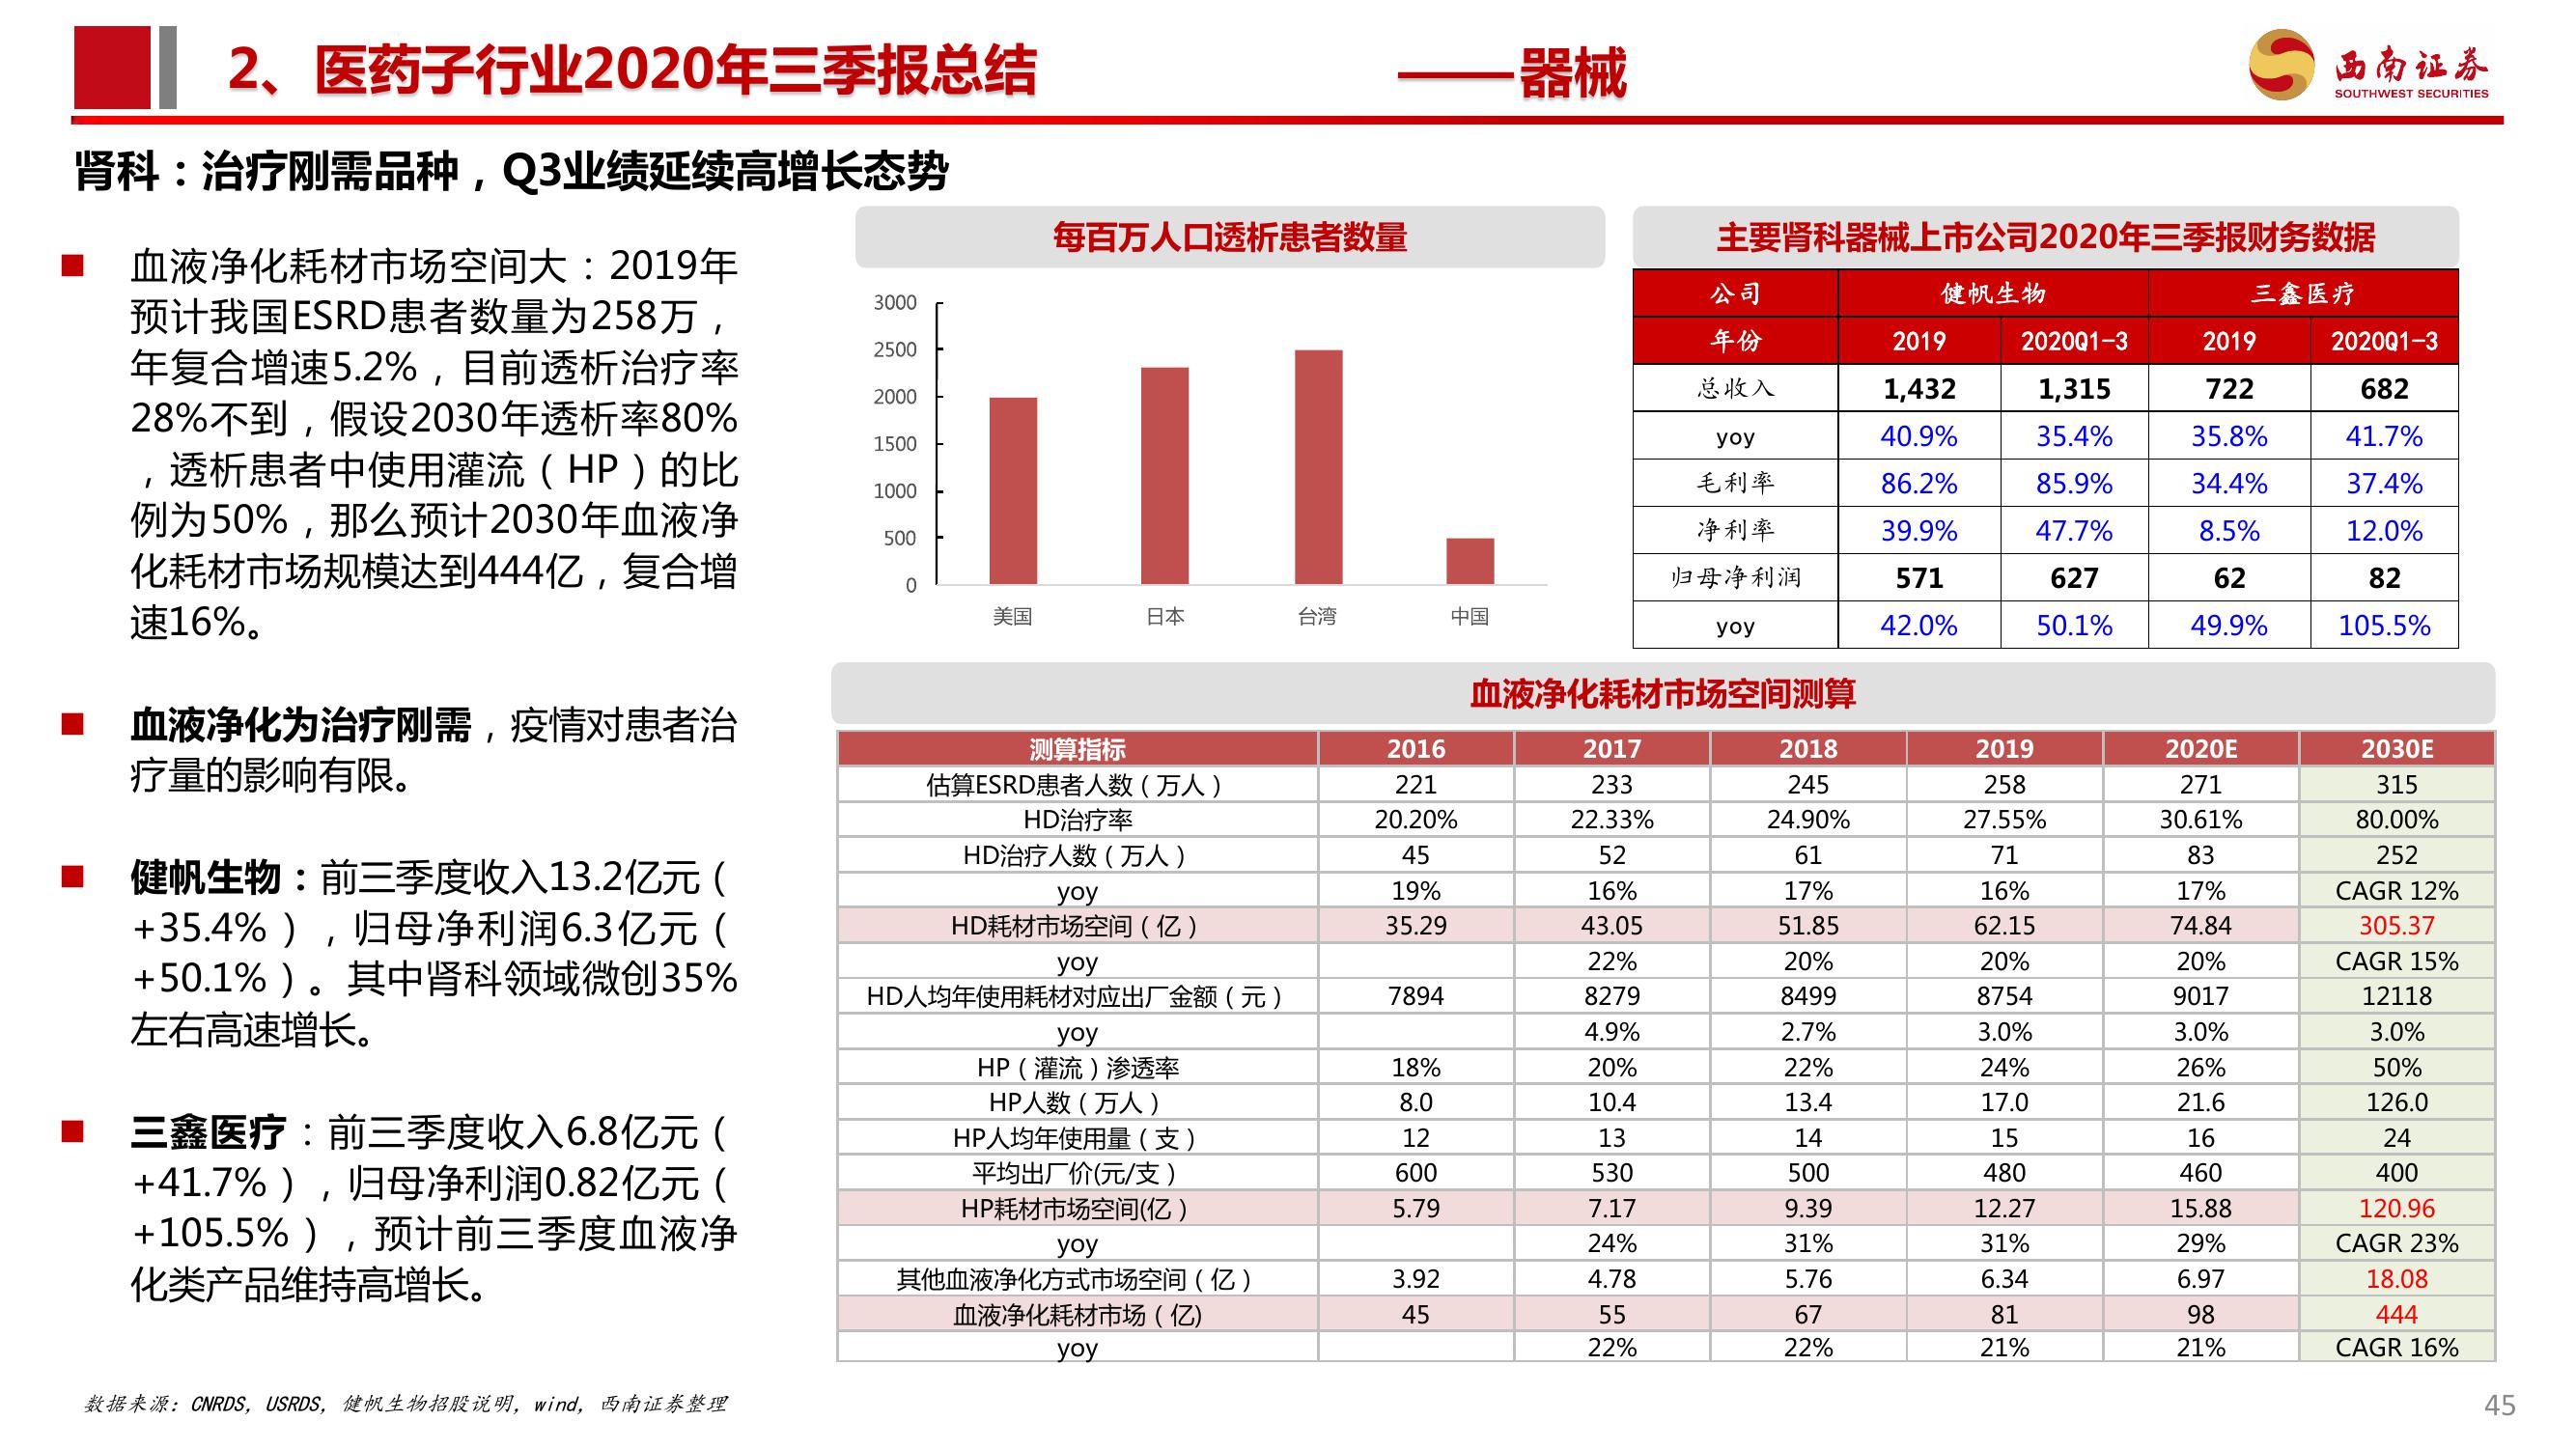 2、医药子行业2020年三季报总结 ——器械
西南证券
SOUTHWEST SECURITIES
肾科：治疗刚需品种，Q3业绩延续高增长态势
■ 血液净化耗材市场空间大：2019年
预计我国ESRD患者数量为258万，
年复合增速5.2%，目前透析治疗率
28%不到，假设2030年透析率80%
，透析患者中使用灌流（HP）的比
例为50%，那么预计2030年血液净
化耗材市场规模达到444亿，复合增
速16%。
■ 血液净化为治疗刚需，疫情对患者治
疗量的影响有限。
■ 健帆生物：前三季度收入13.2亿元（
+35.4%），归母净利润6.3亿元（
+50.1%）。其中肾科领域微创35%
左右高速增长。
■ 三鑫医疗：前三季度收入6.8亿元（
+41.7%），归母净利润0.82亿元（
+105.5%），预计前三季度血液净
化类产品维持高增长。
每百万人口透析患者数量
3000
2500
2000
1500
1000
500
0
美国 日本 台湾 中国
主要肾科器械上市公司2020年三季报财务数据
公司 健帆生物 三鑫医疗
年份 2019 2020Q1-3 2019 2020Q1-3
总收入 1,432 1,315 722 682
yoy 40.9% 35.4% 35.8% 41.7%
毛利率 86.2% 85.9% 34.4% 37.4%
净利率 39.9% 47.7% 8.5% 12.0%
归母净利润 571 627 62 82
yoy 42.0% 50.1% 49.9% 105.5%
血液净化耗材市场空间测算
测算指标 2016 2017 2018 2019 2020E 2030E
估算ESRD患者人数（万人） 221 233 245 258 271 315
HD治疗率 20.20% 22.33% 24.90% 27.55% 30.61% 80.00%
HD治疗人数（万人） 45 52 61 71 83 252
yoy 19% 16% 17% 16% 17% CAGR 12%
HD耗材市场空间（亿） 35.29 43.05 51.85 62.15 74.84 305.37
yoy 22% 20% 20% 20% CAGR 15%
HD人均年使用耗材对应出厂金额（元） 7894 8279 8499 8754 9017 12118
yoy 4.9% 2.7% 3.0% 3.0% 3.0%
HP（灌流）渗透率 18% 20% 22% 24% 26% 50%
HP人数（万人） 8.0 10.4 13.4 17.0 21.6 126.0
HP人均年使用量（支） 12 13 14 15 16 24
平均出厂价(元/支） 600 530 500 480 460 400
HP耗材市场空间(亿） 5.79 7.17 9.39 12.27 15.88 120.96
yoy 24% 31% 31% 29% CAGR 23%
其他血液净化方式市场空间（亿） 3.92 4.78 5.76 6.34 6.97 18.08
血液净化耗材市场（亿) 45 55 67 81 98 444
yoy 22% 22% 21% 21% CAGR 16%
数据来源：CNRDS，USRDS，健帆生物招股说明，wind，西南证券整理
45